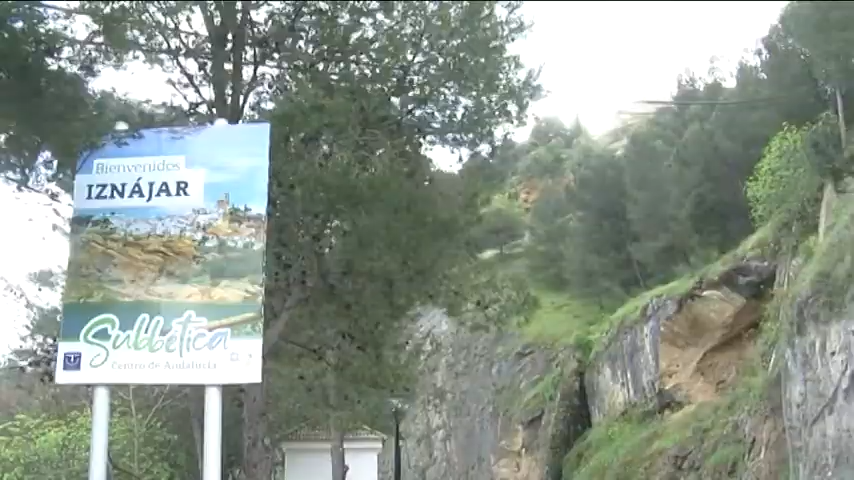 Bienvenidos
IZNÁJAR
Subbética
Centro de Andalucía